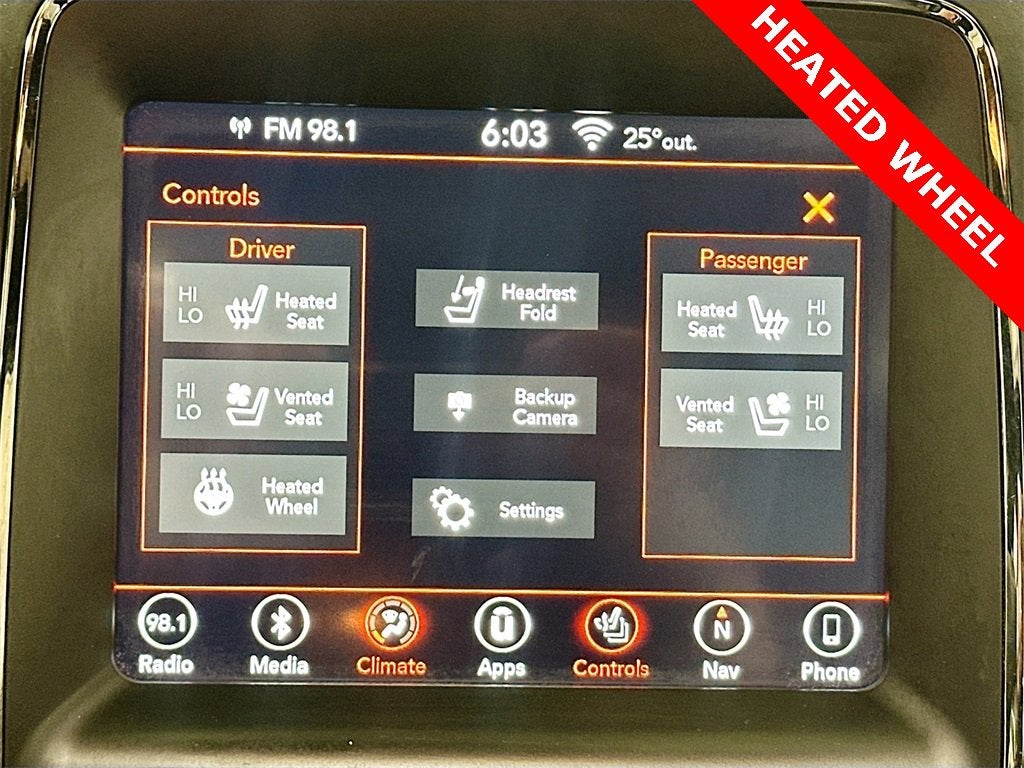 HEATED WHEEL
FM 98.1
6:03
25°out.
Controls
Driver
HI
LO
Heated
Seat
HI
LO
Vented
Seat
Heated
Wheel
Headrest
Fold
Backup
Camera
Settings
Passenger
Heated
Seat
HI
LO
Vented
Seat
HI
LO
98.1
Radio
Media
Climate
u
Apps
Controls
N
Nav
Phone